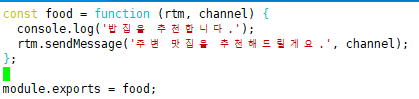 const food = function (rtm, channel) {
  console.log('밥집을 추천합니다.');
  rtm.sendMessage('주변 맛집을 추천해드릴게요.', channel);
};

module.exports = food;